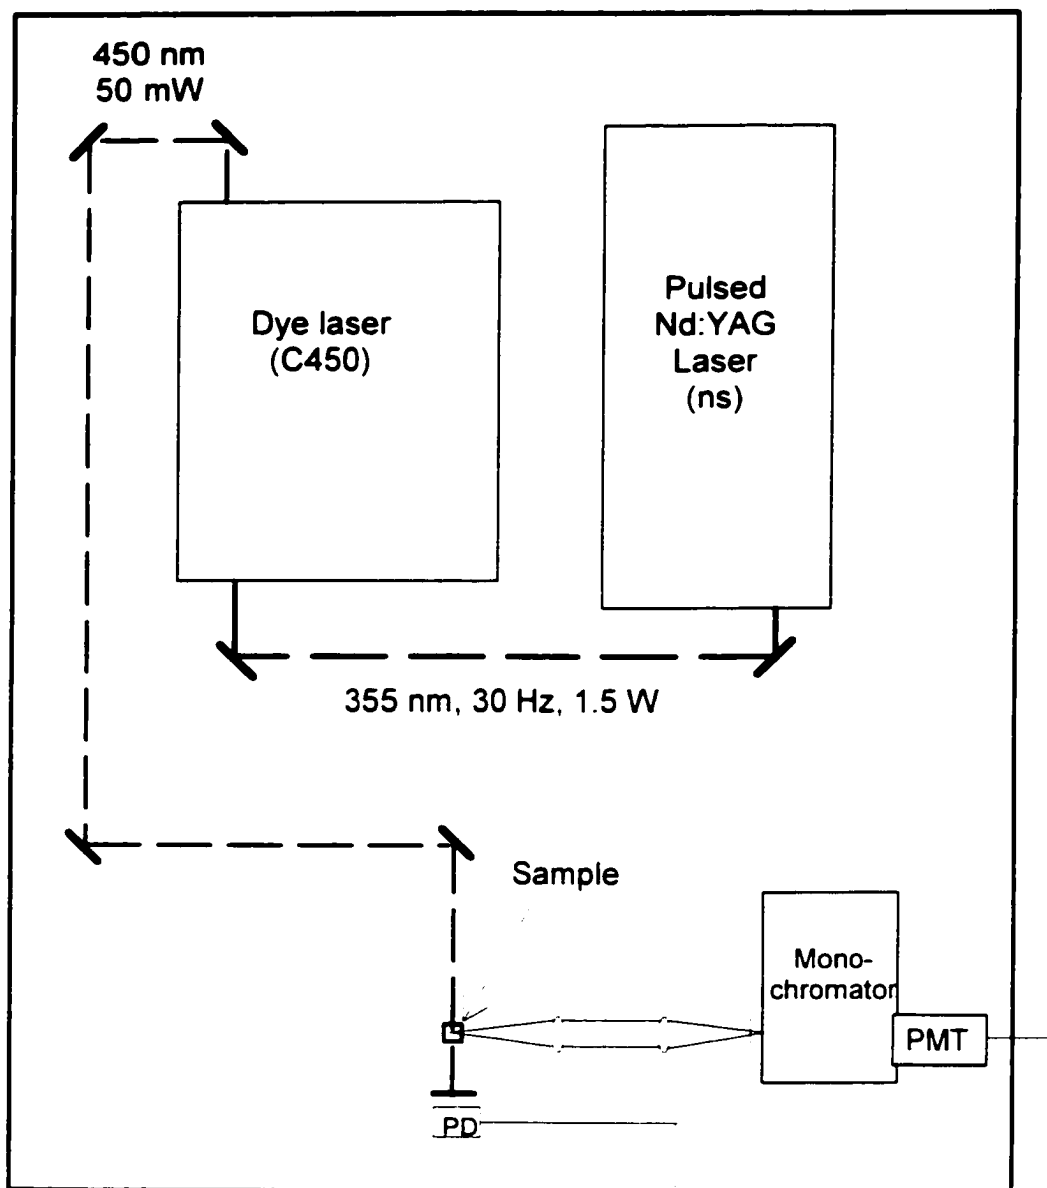 450 nm
50 mW
Dye laser
(C450)
Pulsed
Nd:YAG
Laser
(ns)
355 nm, 30 Hz, 1.5 W
Sample
Mono-
chromator
PMT
PD